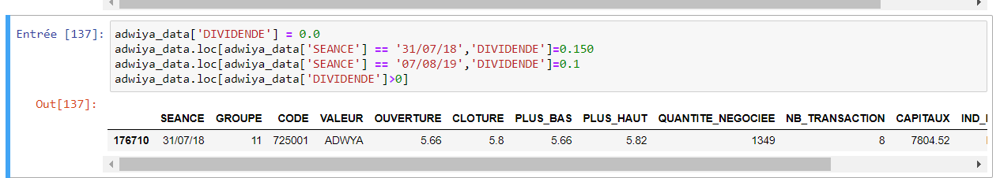 Entrée [137]:
adwiya_data['DIVIDENDE'] = 0.0
adwiya_data.loc[adwiya_data['SEANCE'] == '31/07/18','DIVIDENDE']=0.150
adwiya_data.loc[adwiya_data['SEANCE'] == '07/08/19','DIVIDENDE']=0.1
adwiya_data.loc[adwiya_data['DIVIDENDE']>0]
Out[137]:
SEANCE GROUPE CODE VALEUR OUVERTURE CLOTURE PLUS_BAS PLUS_HAUT QUANTITE_NEGOCIEE NB_TRANSACTION CAPITAUX
176710 31/07/18 11 725001 ADWYA 5.66 5.8 5.66 5.82 1349 8 7804.52